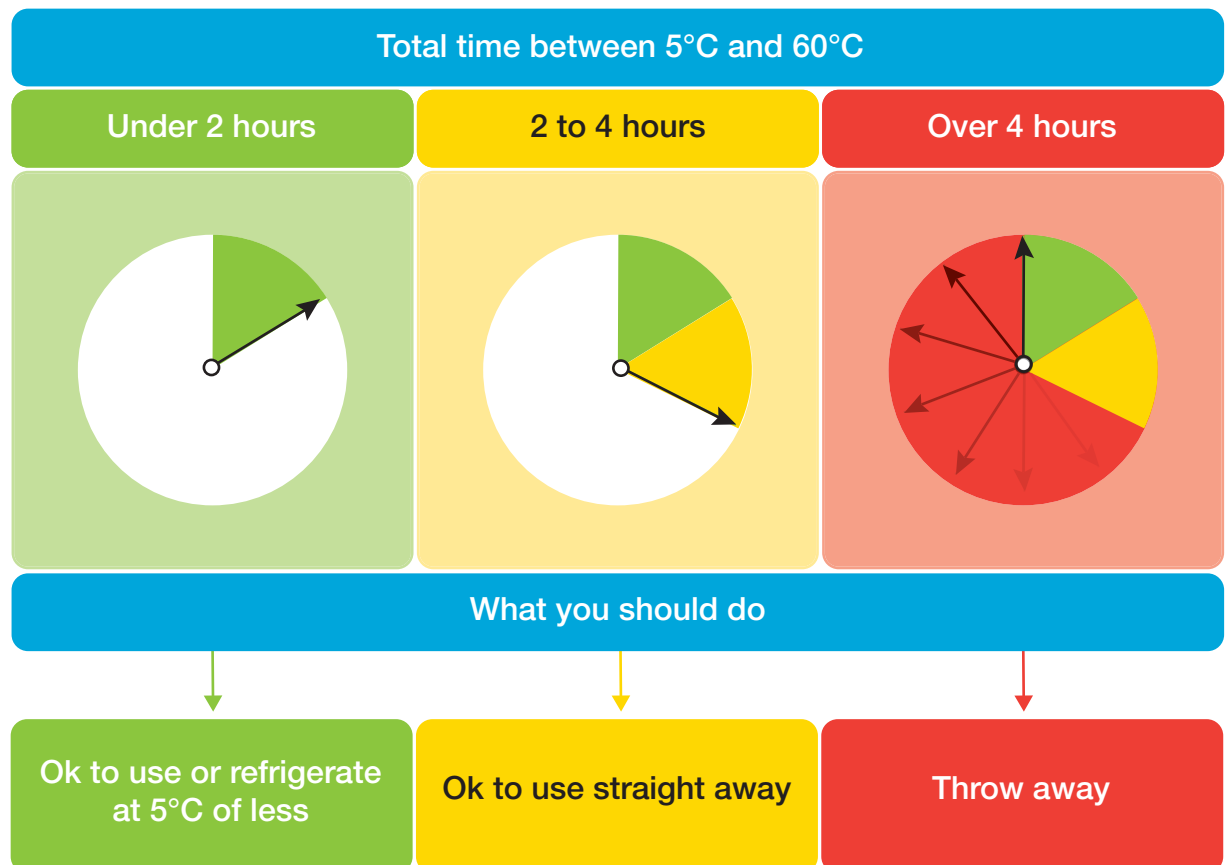 Total time between 5°C and 60°C
Under 2 hours
2 to 4 hours
Over 4 hours
What you should do
Ok to use or refrigerate
at 5°C of less
Ok to use straight away
Throw away